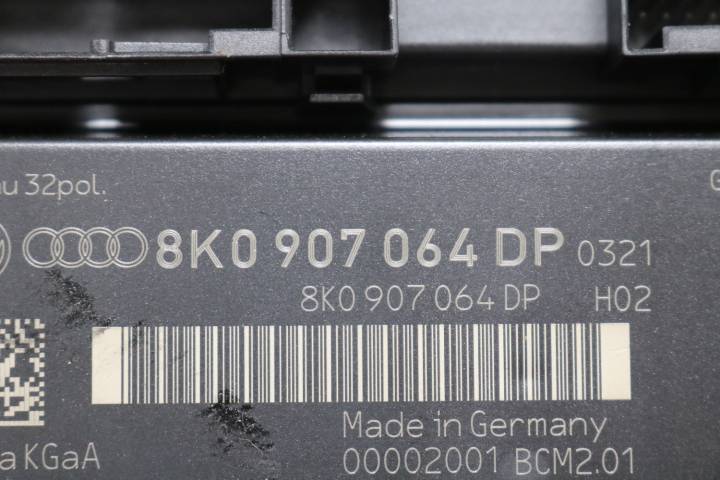 32pol.
8K0 907 064 DP 0321
8K0 907 064 DP H02
KGaA
Made in Germany
00002001 BCM2.01